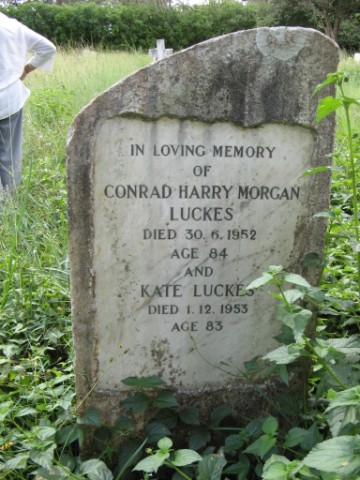 IN LOVING MEMORY
OF
CONRAD HARRY MORGAN
LUCKES
DIED 30. 6. 1952
AGE 84
AND
KATE LUCKES
DIED 1. 12. 1953
AGE 83